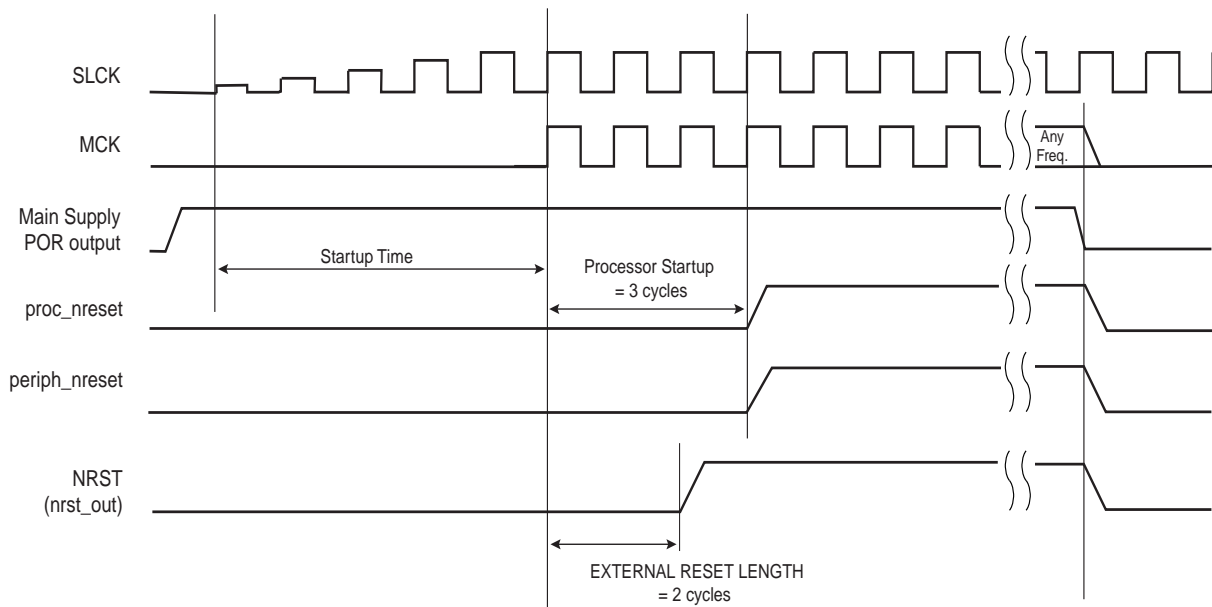 SLCK
MCK
Any
Freq.
Main Supply
POR output
Startup Time
Processor Startup
= 3 cycles
proc_nreset
periph_nreset
NRST
(nrst_out)
EXTERNAL RESET LENGTH
= 2 cycles